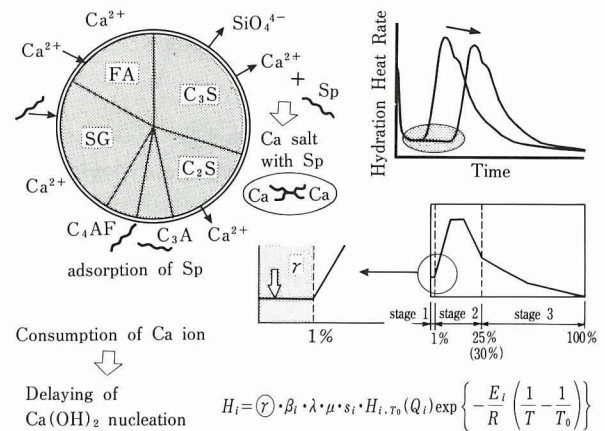 Ca²⁺
SiO₄⁴⁻
Ca²⁺
Ca²⁺
+
Sp
FA
C₃S
SG
C₂S
Ca salt
with Sp
Ca Ca
Ca²⁺
C₄AF
C₃A
Ca²⁺
adsorption of Sp
Hydration Heat Rate
Time
γ
1%
stage 1 stage 2 stage 3
1% 25% 100%
(30%)
Consumption of Ca ion
Delaying of
Ca(OH)₂ nucleation
Hᵢ=γ·βᵢ·λ·μ·sᵢ·Hᵢ,T₀(Qᵢ)exp{-Eᵢ/R(1/T-1/T₀)}